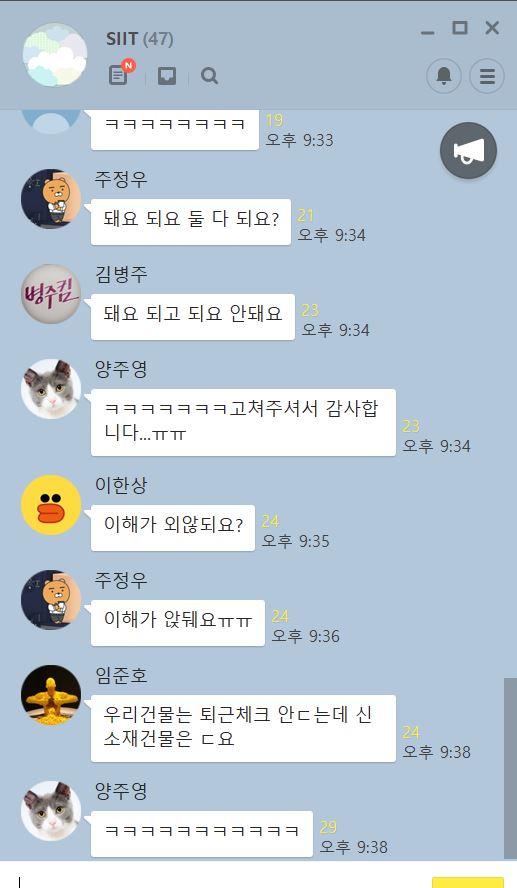 SIIT (47)
N
ㅋㅋㅋㅋㅋㅋㅋㅋ
19
오후 9:33
주정우
돼요 되요 둘 다 되요?
21
오후 9:34
김병주
병주킴
돼요 되고 되요 안돼요
23
오후 9:34
양주영
ㅋㅋㅋㅋㅋㅋㅋ고쳐주셔서 감사합
니다...ㅠㅠ
23
오후 9:34
이한상
이해가 외않되요?
24
오후 9:35
주정우
이해가 앉뒈요ㅠㅠ
24
오후 9:36
임준호
우리건물는 퇴근체크 안ㄷ는데 신
소재건물은 ㄷ요
24
오후 9:38
양주영
ㅋㅋㅋㅋㅋㅋㅋㅋㅋㅋㅋ
29
오후 9:38